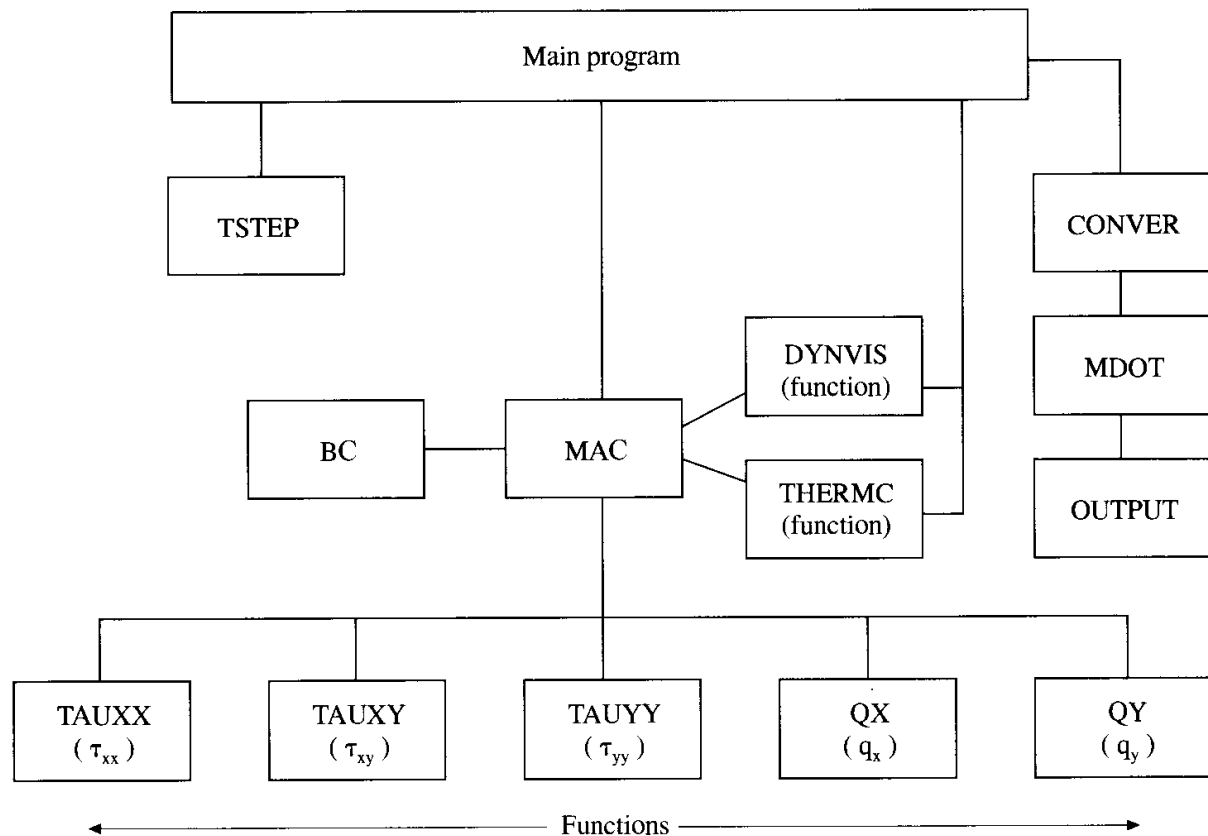 Main program
TSTEP
CONVER
DYNVIS
(function)
MDOT
BC
MAC
THERMC
(function)
OUTPUT
TAUXX
( τxx )
TAUXY
( τxy )
TAUYY
( τyy )
QX
( qx )
QY
( qy )
Functions